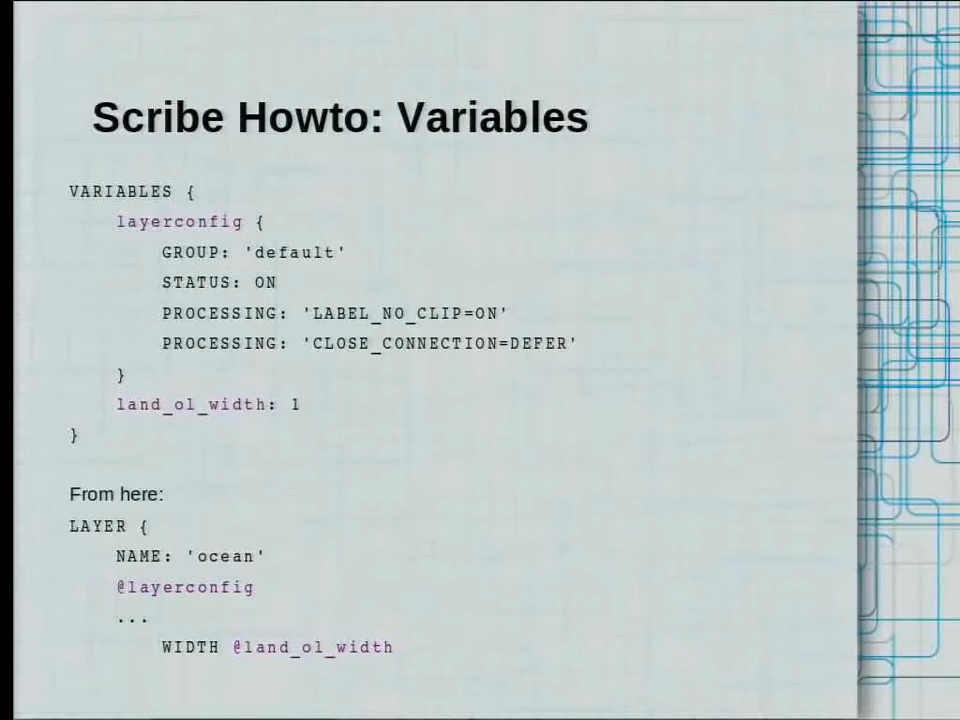 Scribe Howto: Variables
VARIABLES {
layerconfig {
GROUP: 'default'
STATUS: ON
PROCESSING: 'LABEL_NO_CLIP=ON'
PROCESSING: 'CLOSE_CONNECTION=DEFER'
}
land_ol_width: 1
}
From here:
LAYER {
NAME: 'ocean'
@layerconfig
...
WIDTH @land_ol_width